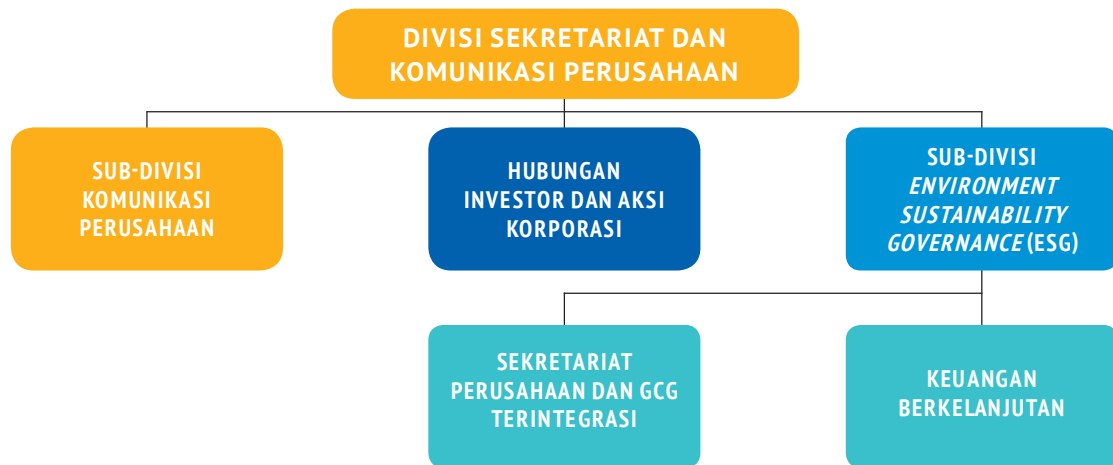 DIVISI SEKRETARIAT DAN
KOMUNIKASI PERUSAHAAN
SUB-DIVISI
KOMUNIKASI
PERUSAHAAN
HUBUNGAN
INVESTOR DAN AKSI
KORPORASI
SUB-DIVISI
ENVIRONMENT
SUSTAINABILITY
GOVERNANCE (ESG)
SEKRETARIAT
PERUSAHAAN DAN GCG
TERINTEGRASI
KEUANGAN
BERKELANJUTAN